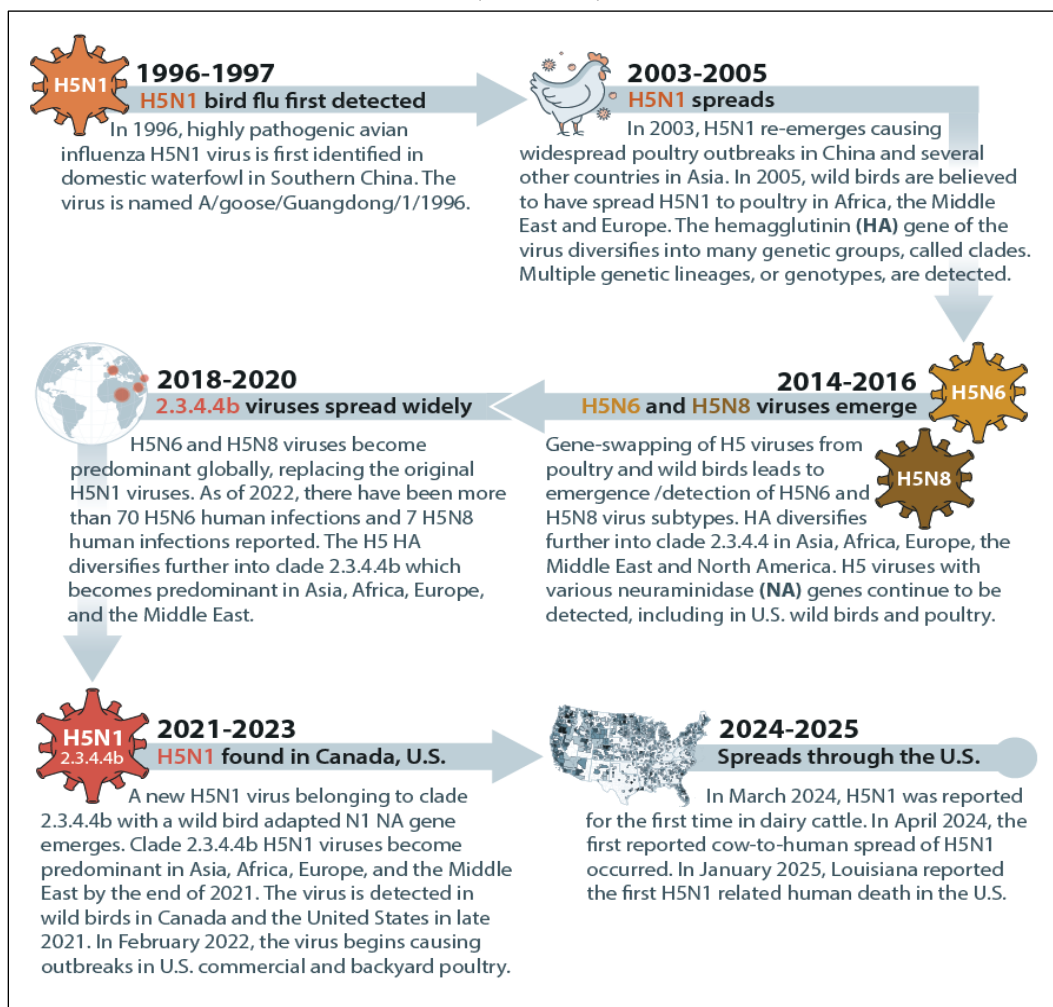 H5N1
1996-1997
H5N1 bird flu first detected
In 1996, highly pathogenic avian
influenza H5N1 virus is first identified in
domestic waterfowl in Southern China. The
virus is named A/goose/Guangdong/1/1996.
2003-2005
H5N1 spreads
In 2003, H5N1 re-emerges causing
widespread poultry outbreaks in China and several
other countries in Asia. In 2005, wild birds are believed
to have spread H5N1 to poultry in Africa, the Middle
East and Europe. The hemagglutinin (HA) gene of the
virus diversifies into many genetic groups, called clades.
Multiple genetic lineages, or genotypes, are detected.
H5N6
2014-2016
H5N6 and H5N8 viruses emerge
H5N8
Gene-swapping of H5 viruses from
poultry and wild birds leads to
emergence /detection of H5N6 and
H5N8 virus subtypes. HA diversifies
further into clade 2.3.4.4 in Asia, Africa, Europe, the
Middle East and North America. H5 viruses with
various neuraminidase (NA) genes continue to be
detected, including in U.S. wild birds and poultry.
2018-2020
2.3.4.4b viruses spread widely
H5N6 and H5N8 viruses become
predominant globally, replacing the original
H5N1 viruses. As of 2022, there have been more
than 70 H5N6 human infections and 7 H5N8
human infections reported. The H5 HA
diversifies further into clade 2.3.4.4b which
becomes predominant in Asia, Africa, Europe,
and the Middle East.
H5N1
2.3.4.4b
2021-2023
H5N1 found in Canada, U.S.
A new H5N1 virus belonging to clade
2.3.4.4b with a wild bird adapted N1 NA gene
emerges. Clade 2.3.4.4b H5N1 viruses become
predominant in Asia, Africa, Europe, and the Middle
East by the end of 2021. The virus is detected in
wild birds in Canada and the United States in late
2021. In February 2022, the virus begins causing
outbreaks in U.S. commercial and backyard poultry.
2024-2025
Spreads through the U.S.
In March 2024, H5N1 was reported
for the first time in dairy cattle. In April 2024, the
first reported cow-to-human spread of H5N1
occurred. In January 2025, Louisiana reported
the first H5N1 related human death in the U.S.